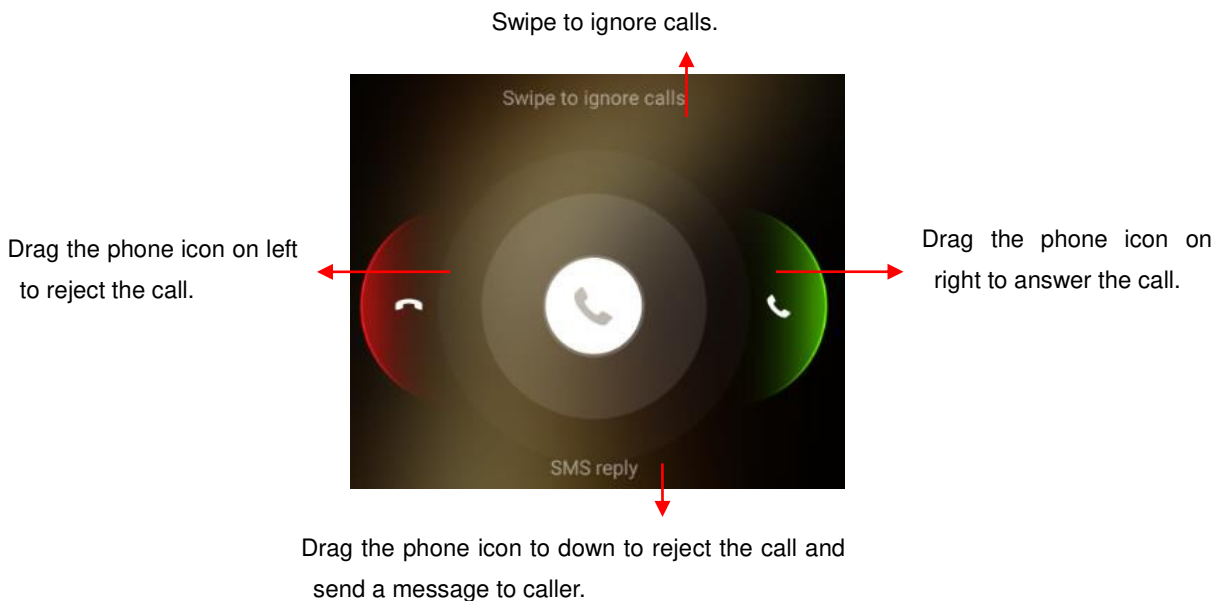 Swipe to ignore calls.
Swipe to ignore calls
Drag the phone icon on left
to reject the call.
Drag the phone icon on
right to answer the call.
SMS reply
Drag the phone icon to down to reject the call and
send a message to caller.